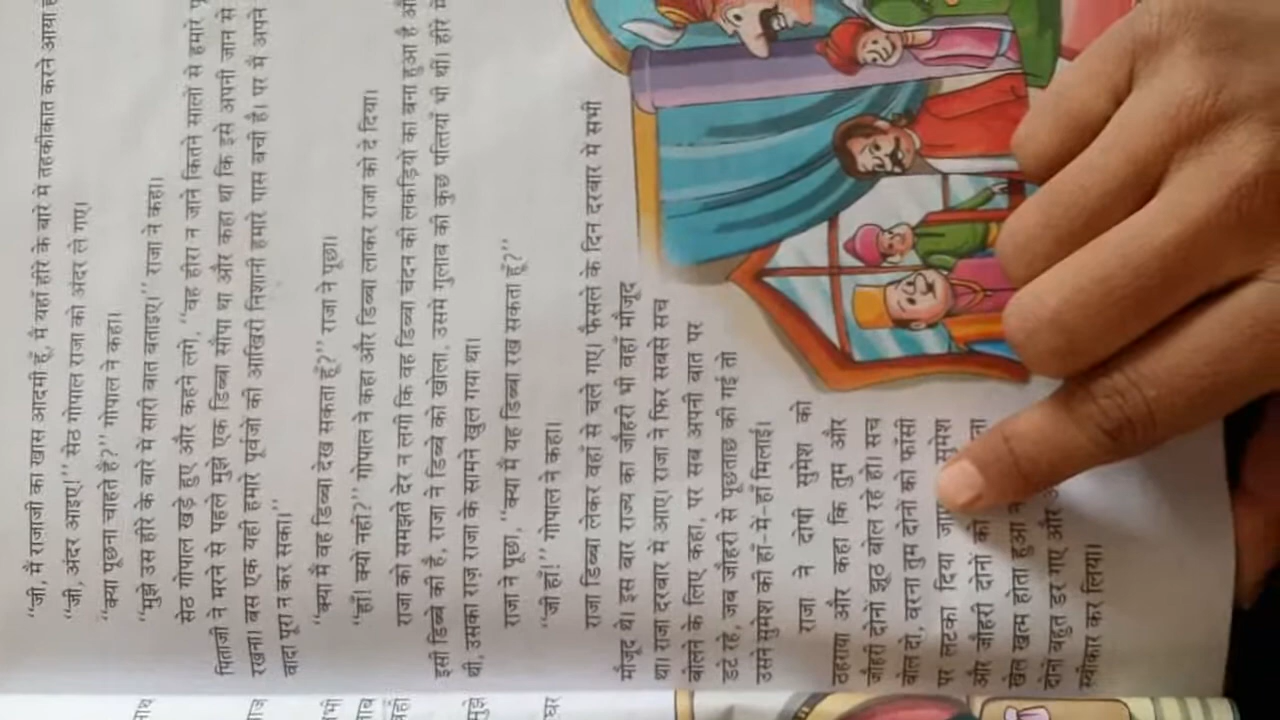 "जी, मैं राजाजी का खास आदमी हूँ, मैं यहाँ हीरे के बारे में तहकीकात करने आया
"जी, अंदर आइए!" सेठ गोपाल राजा को अंदर ले गए।
"क्या पूछना चाहते हैं?" गोपाल ने कहा।
"मुझे उस हीरे के बारे में सारी बात बताइए!" राजा ने कहा।
सेठ गोपाल खड़े हुए और कहने लगे, "वह हीरा न जाने कितने सालों से हमारे
पिताजी ने मरने से पहले मुझे एक डिब्बा सौंपा था और कहा था कि इसे अपनी जान से
रखना। बस एक यही हमारे पूर्वजों की आखिरी निशानी हमारे पास बची है। पर मैं अपने
वादा पूरा न कर सका।"
"क्या मैं वह डिब्बा देख सकता हूँ?" राजा ने पूछा।
"हाँ! क्यों नहीं?" गोपाल ने कहा और डिब्बा लाकर राजा को दे दिया।
राजा को समझते देर न लगी कि वह डिब्बा चंदन की लकड़ियों का बना हुआ है
इसी डिब्बे की है, राजा ने डिब्बे को खोला, उसमें गुलाब की कुछ पत्तियाँ भी थी। हीरे
थी, उसका राज़ राजा के सामने खुल गया था।
राजा ने पूछा, "क्या मैं यह डिब्बा रख सकता हूँ?"
"जी हाँ!" गोपाल ने कहा।
राजा डिब्बा लेकर वहाँ से चले गए। फैसले के दिन दरबार में सभी
मौजूद थे। इस बार राज्य का जौहरी भी वहाँ मौजूद
था। राजा दरबार में आए। राजा ने फिर सबसे सच
बोलने के लिए कहा, पर सब अपनी बात पर
डटे रहे, जब जौहरी से पूछताछ की गई तो
उसने सुमेश की हाँ-में-हाँ मिलाई।
राजा ने दोषी सुमेश को
ठहराया और कहा कि तुम और
जौहरी दोनों झूठ बोल रहे हो। सच
बोल दो, वरना तुम दोनों को फाँसी
पर लटका दिया सुमेश
और जौहरी दोनों को
खेल खत्म होता हुआ
दोनों बहुत डर गए और
स्वीकार कर लिया।
नाथ
मुझे
घर